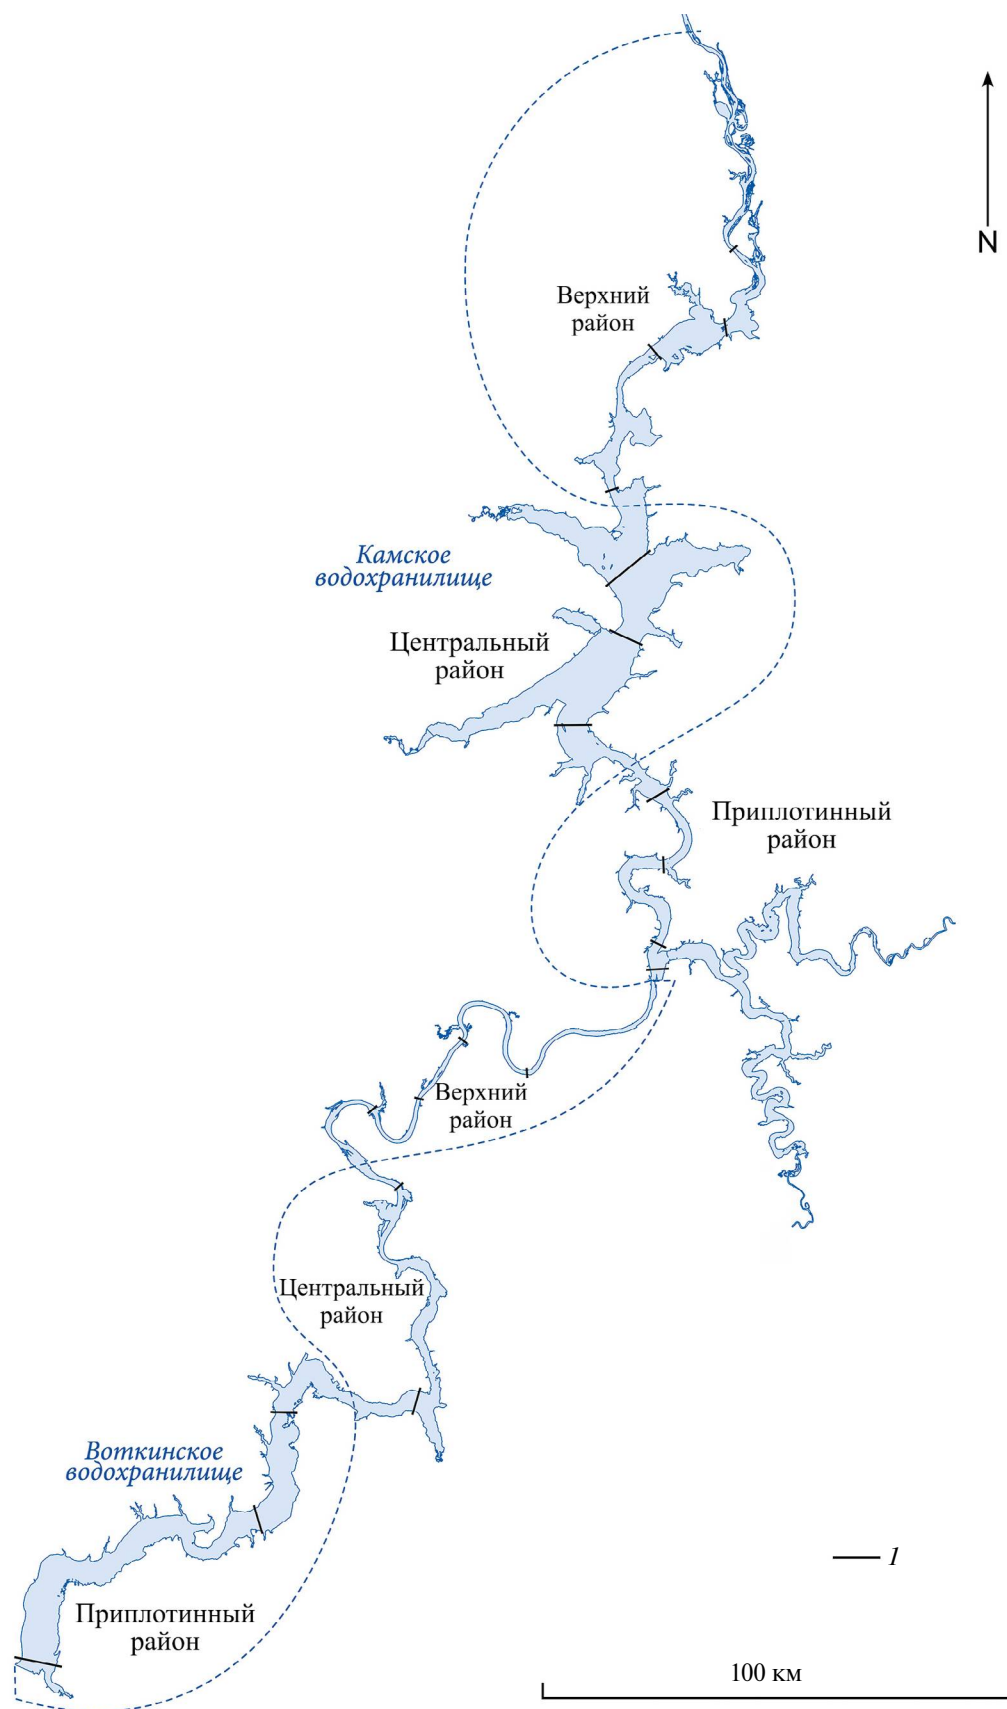 N
Верхний
район
Камское
водохранилище
Центральный
район
Приплотинный
район
Верхний
район
Центральный
район
Воткинское
водохранилище
1
Приплотинный
район
100 км